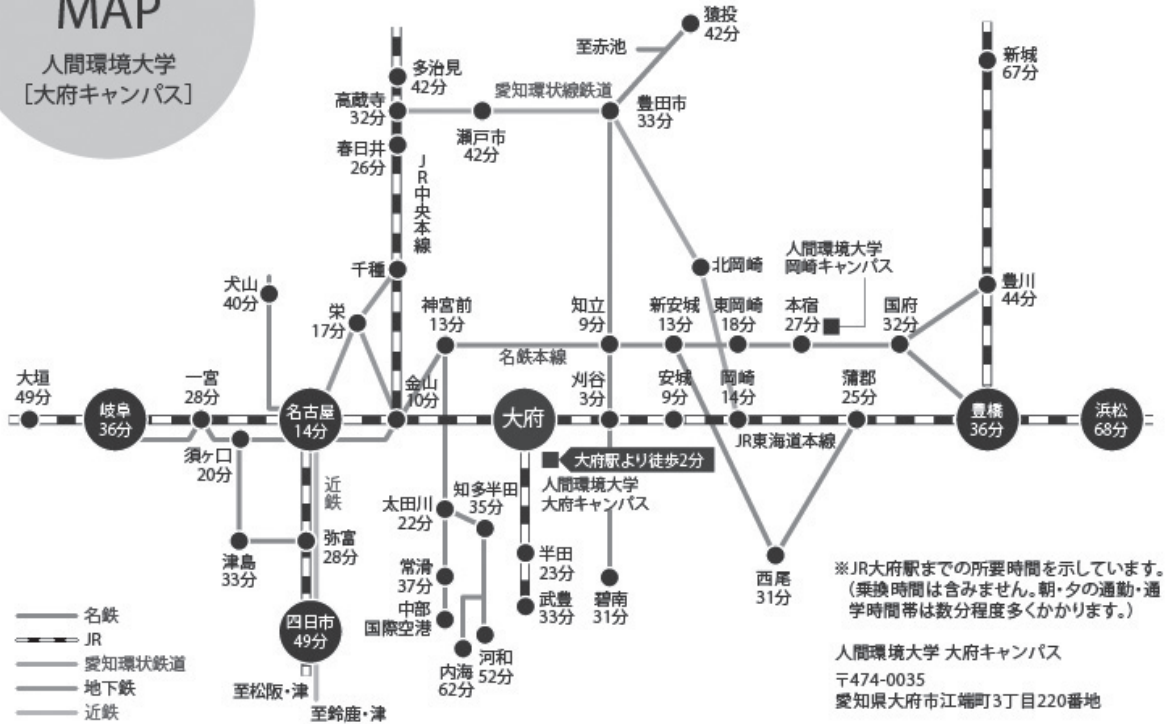 MAP
人間環境大学
［大府キャンパス］
猿投
42分
至赤池
新城
67分
多治見
42分
高蔵寺
32分
愛知環状線鉄道
瀬戸市
42分
豊田市
33分
春日井
26分
JR中央本線
千種
北岡崎
人間環境大学
岡崎キャンパス
犬山
40分
栄
17分
神宮前
13分
知立
9分
新安城
13分
東岡崎
18分
本宿
27分
国府
32分
豊川
44分
名鉄本線
大垣
49分
岐阜
36分
一宮
28分
名古屋
14分
金山
10分
大府
刈谷
3分
安城
9分
岡崎
14分
蒲郡
25分
豊橋
36分
浜松
68分
JR東海道本線
須ヶ口
20分
大府駅より徒歩2分
人間環境大学
大府キャンパス
近鉄
太田川
22分
知多半田
35分
津島
33分
弥富
28分
常滑
37分
中部
国際空港
半田
23分
武豊
33分
碧南
31分
西尾
31分
四日市
49分
内海
62分
河和
52分
至松阪・津
至鈴鹿・津
名鉄
JR
愛知環状鉄道
地下鉄
近鉄
※JR大府駅までの所要時間を示しています。
（乗換時間は含みません。朝・夕の通勤・通
学時間帯は数分程度多くかかります。）
人間環境大学 大府キャンパス
〒474-0035
愛知県大府市江端町3丁目220番地